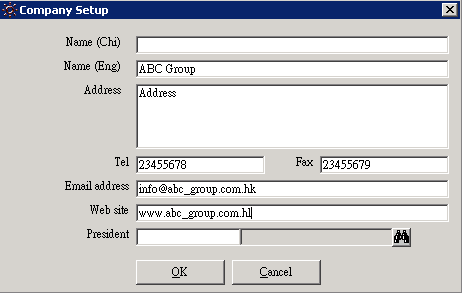 Company Setup
Name (Chi)
Name (Eng) ABC Group
Address Address
Tel 23455678 Fax 23455679
Email address info@abc_group.com.hk
Web site www.abc_group.com.hl
President
OK Cancel